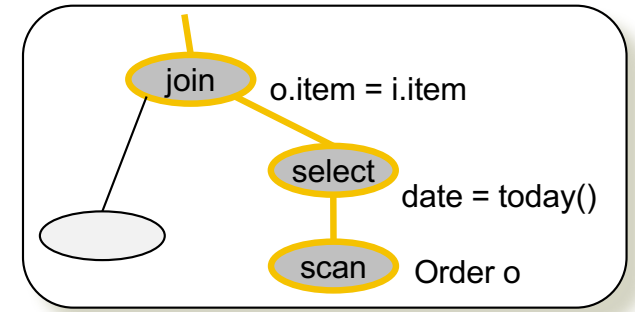 join
o.item = i.item
select
date = today()
scan
Order o